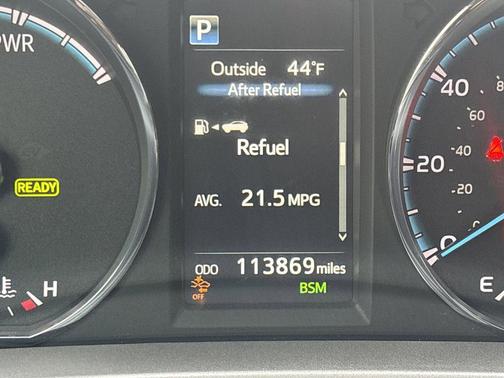 PWR
P
Outside 44°F
After Refuel
Refuel
AVG. 21.5 MPG
ODO 113869 miles
OFF BSM
READY
H
40
60
40
20
20
0
E